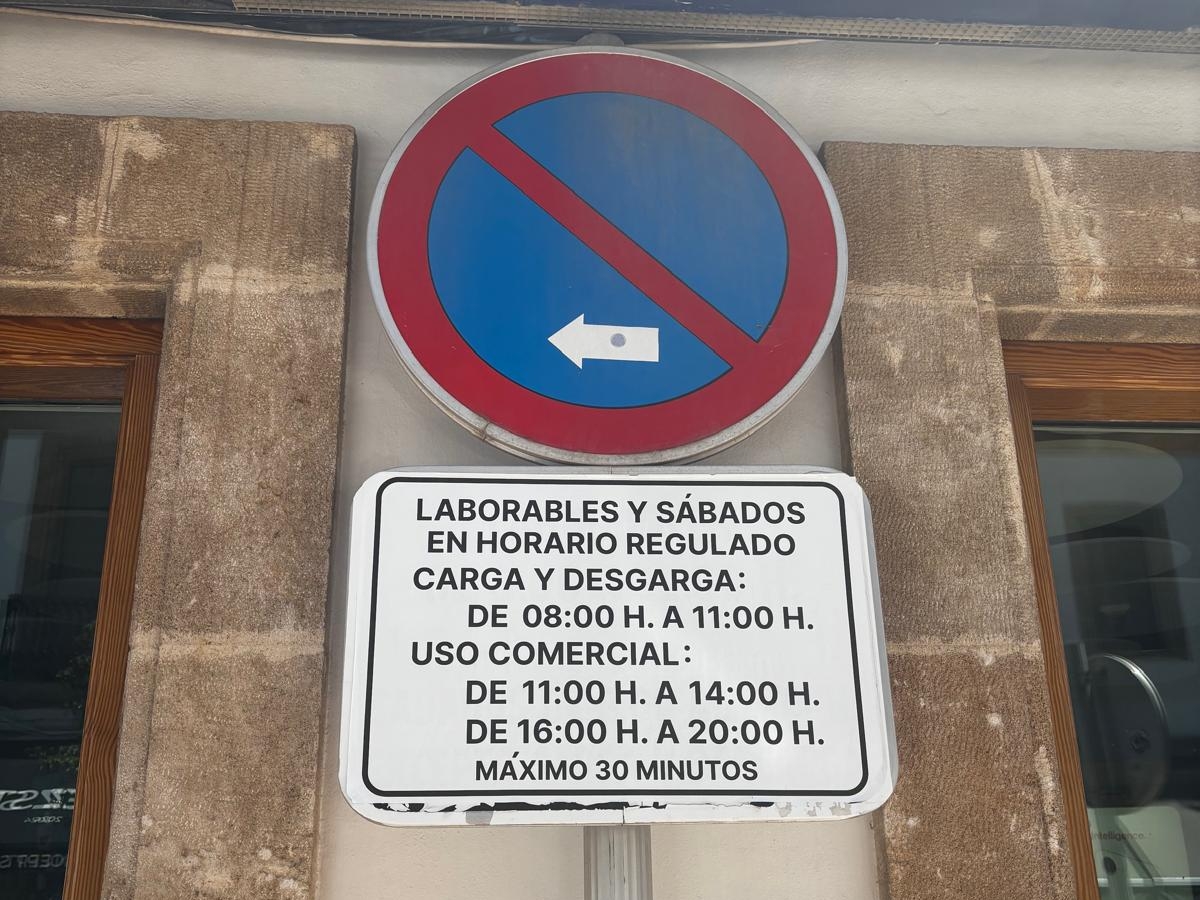 LABORABLES Y SÁBADOS
EN HORARIO REGULADO
CARGA Y DESGARGA:
DE 08:00 H. A 11:00 H.
USO COMERCIAL:
DE 11:00 H. A 14:00 H.
DE 16:00 H. A 20:00 H.
MÁXIMO 30 MINUTOS
intelligence.